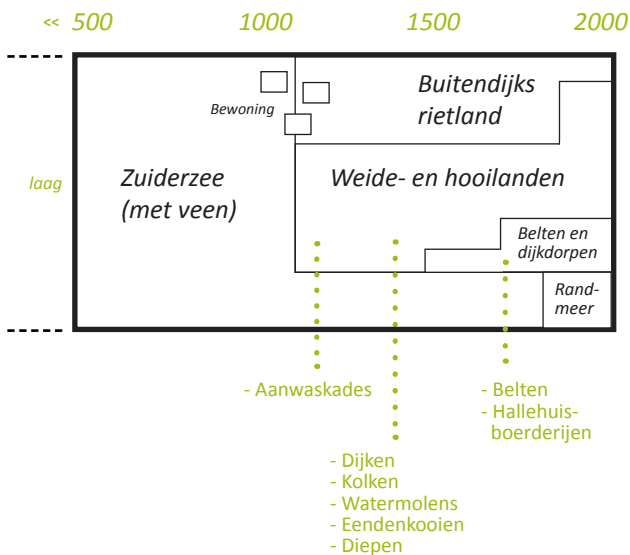 << 500 1000 1500 2000
Buitendijks
rietland
Bewoning
laag
Zuiderzee
(met veen)
Weide- en hooilanden
Belten en
dijkdorpen
Rand-
meer
- Aanwaskades
- Belten
- Hallehuis-
boerderijen
- Dijken
- Kolken
- Watermolens
- Eendenkooien
- Diepen